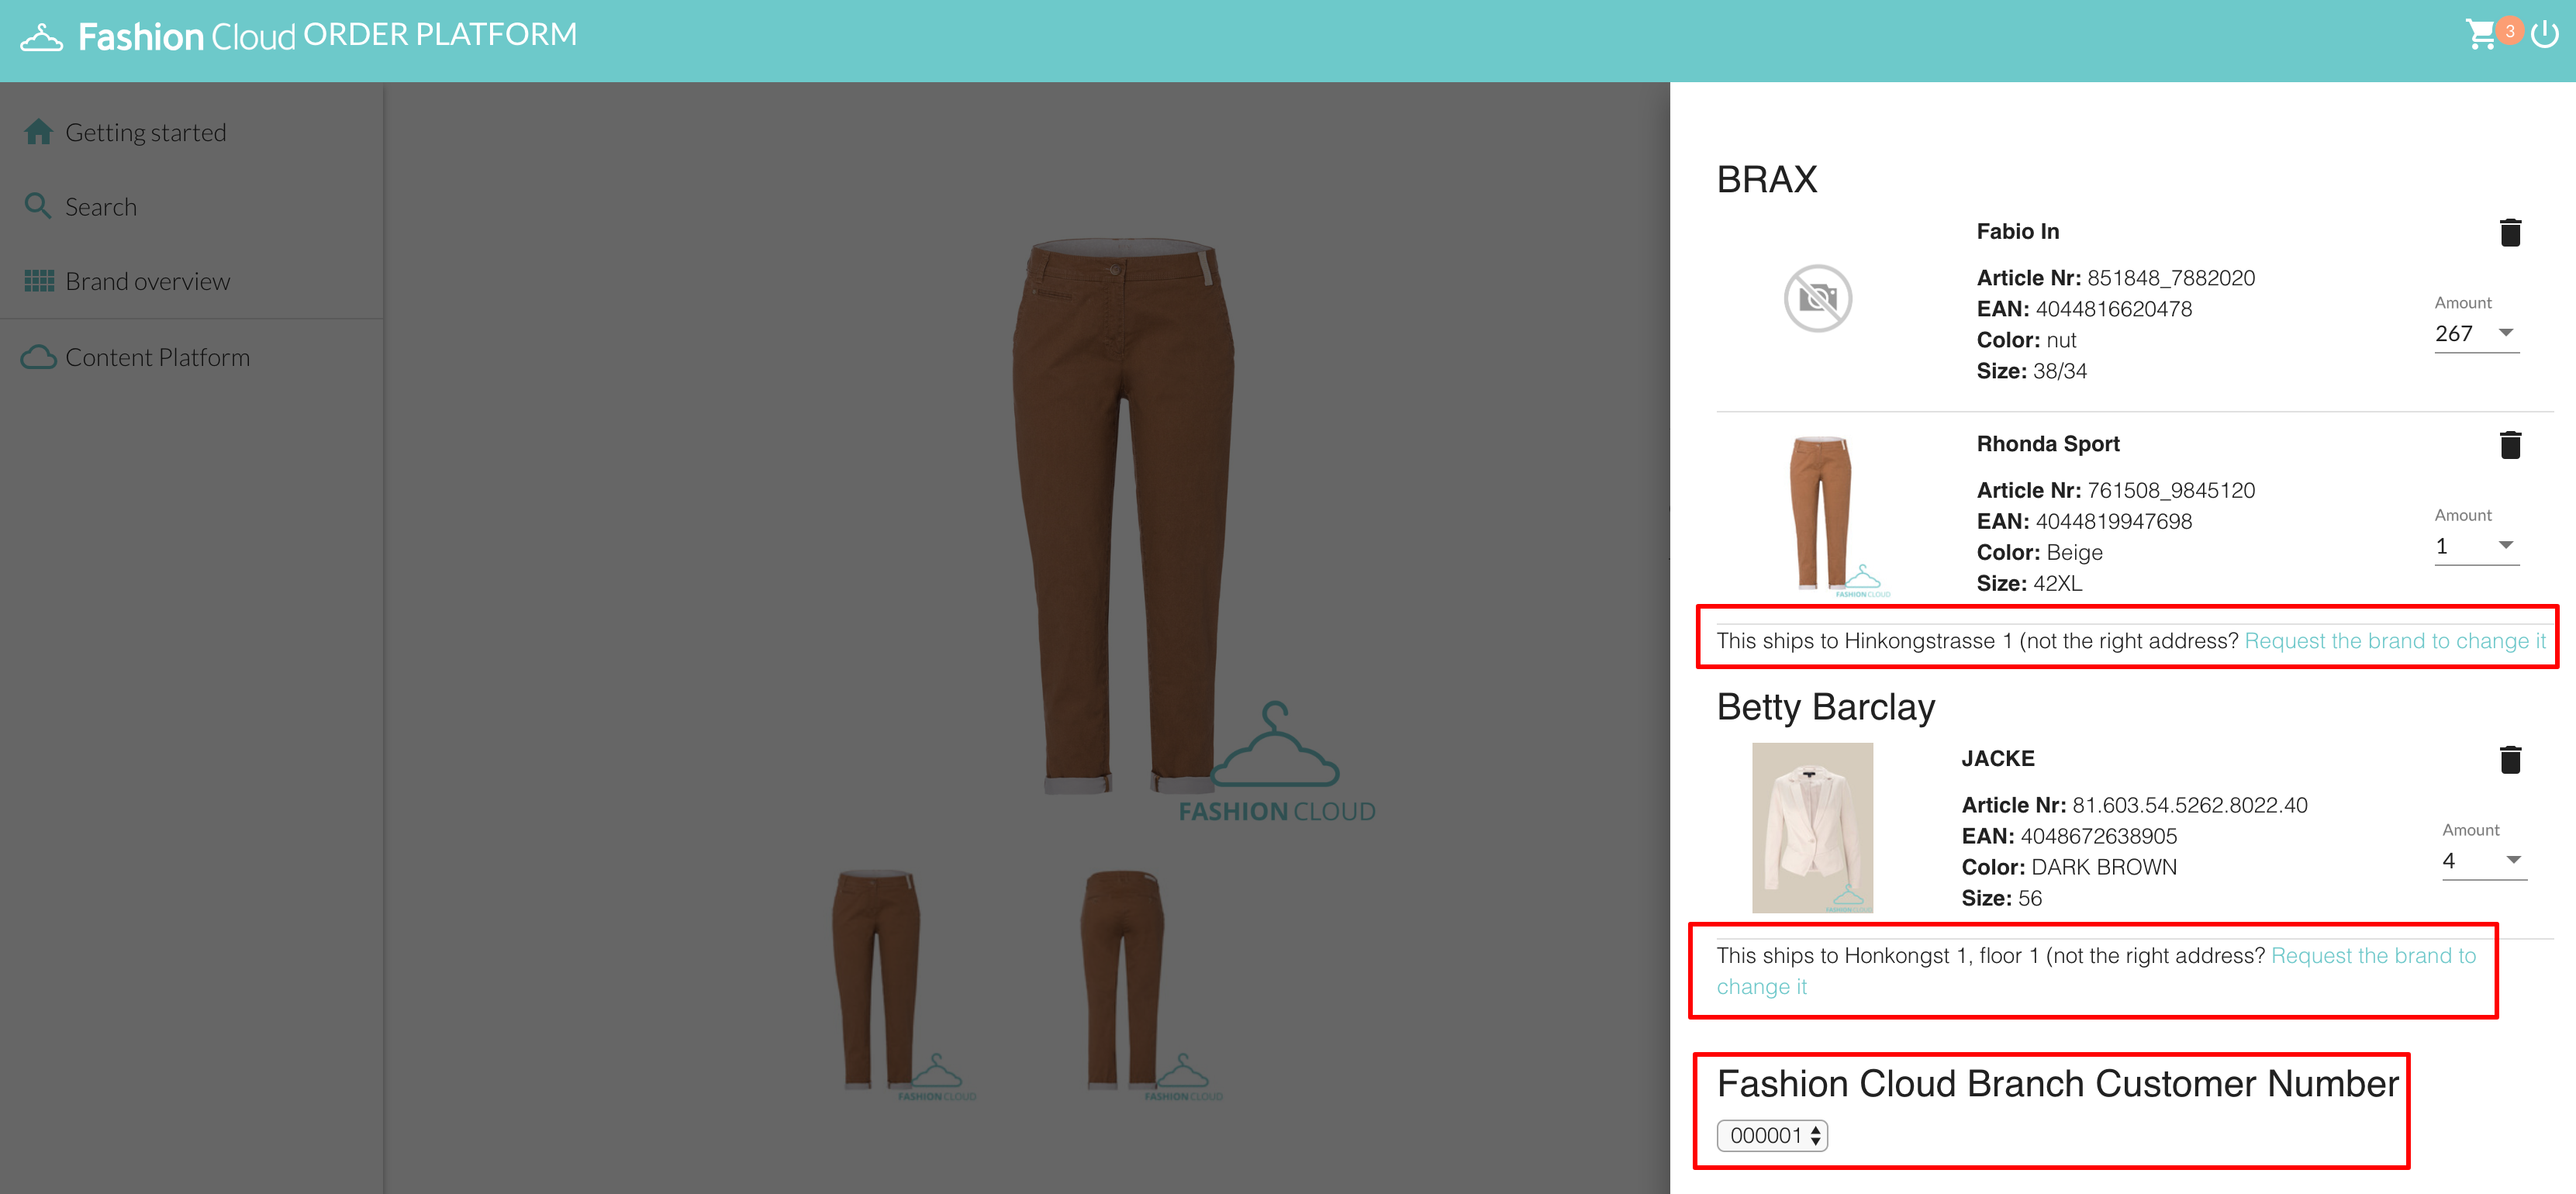 Fashion Cloud ORDER PLATFORM
3
Getting started
Search
Brand overview
Content Platform
FASHION CLOUD
FASHION CLOUD
FASHION CLOUD
BRAX
Fabio In
Article Nr: 851848_7882020
EAN: 4044816620478
Color: nut
Size: 38/34
Amount
267
Rhonda Sport
Article Nr: 761508_9845120
EAN: 4044819947698
Color: Beige
Size: 42XL
Amount
1
FASHION CLOUD
This ships to Hinkongstrasse 1 (not the right address? Request the brand to change it
Betty Barclay
JACKE
Article Nr: 81.603.54.5262.8022.40
EAN: 4048672638905
Color: DARK BROWN
Size: 56
Amount
4
FASHION CLOUD
This ships to Honkongst 1, floor 1 (not the right address? Request the brand to
change it
Fashion Cloud Branch Customer Number
000001